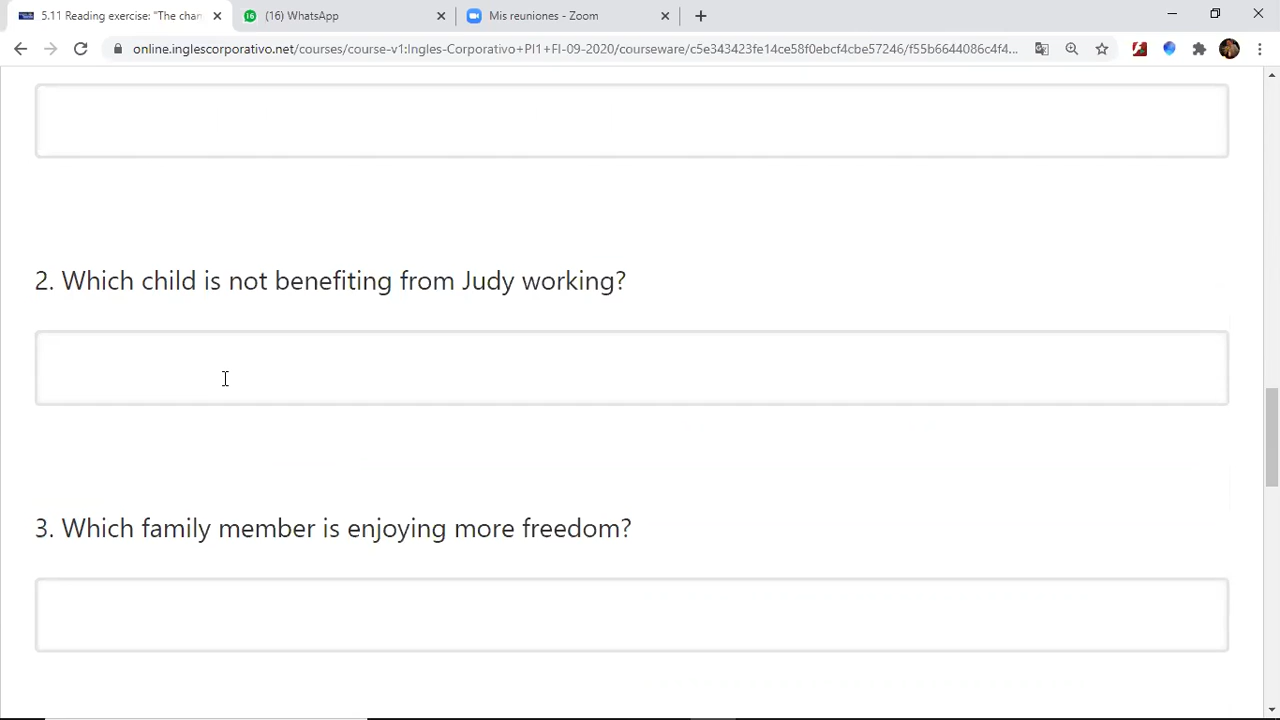 5.11 Reading exercise: "The chan
(16) WhatsApp
Mis reuniones - Zoom
online.inglescorporativo.net/courses/course-v1:Ingles-Corporativo+PI1+FI-09-2020/courseware/c5e343423fe14ce58f0ebcf4cbe57246/f55b6644086c4f4...
2. Which child is not benefiting from Judy working?
3. Which family member is enjoying more freedom?